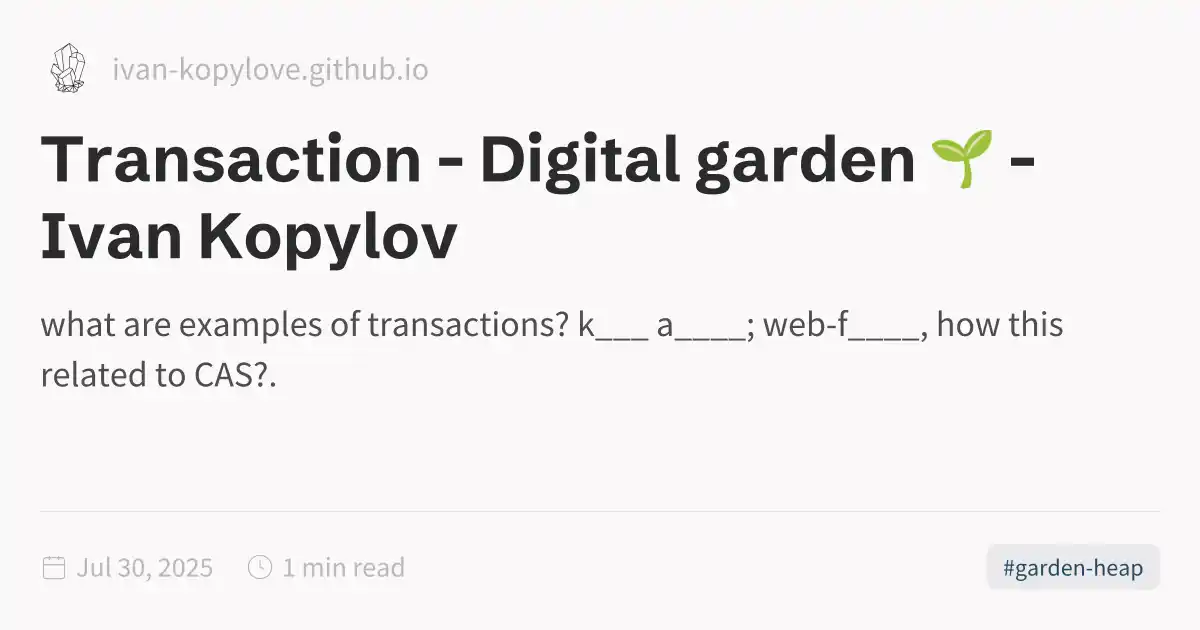 ivan-kopylove.github.io
Transaction - Digital garden 🌱 -
Ivan Kopylov
what are examples of transactions? k___ a____; web-f____, how this
related to CAS?.
Jul 30, 2025 1 min read
#garden-heap